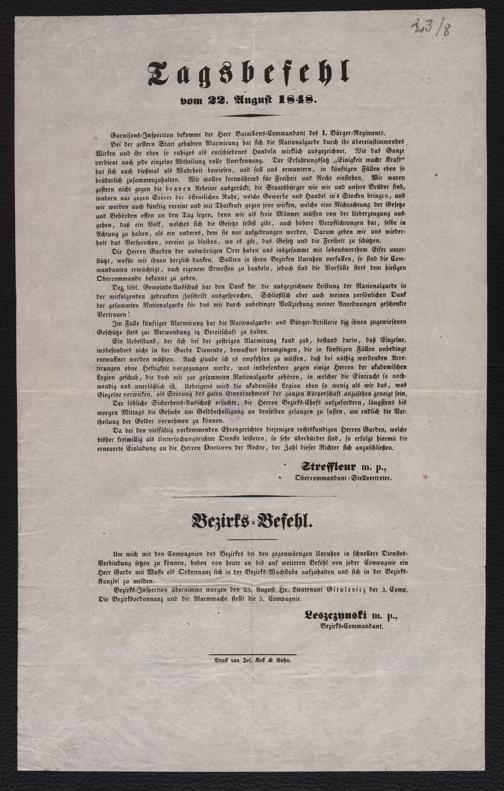 23/8
Tagsbefehl
vom 22. August 1848.
Garnisons-Inspection bekommt der Herr Bataillons-Commandant des 1. Bürger-Regiments.
Bei der gestern Statt gehabten Alarmirung hat sich die Nationalgarde durch ihr übereinstimmendes
Wirken und ihr eben so ruhiges als entschiedenes Handeln wirklich ausgezeichnet. Wie das Ganze
verdient auch jede einzelne Abtheilung volle Anerkennung. Der Erfahrungssatz „Einigkeit macht Kraft“
hat sich auch diesmal als Wahrheit bewiesen, und soll uns ermuntern, in künftigen Fällen eben so
brüderlich zusammenzuhalten. Wir wollen fortwährend für Freiheit und Recht einstehen. Wir waren
gestern nicht gegen die braven Arbeiter ausgerückt, die Staatsbürger wie wir und unsere Brüder sind,
sondern nur gegen Störer der öffentlichen Ruhe, welche Gewerbe und Handel in's Stocken bringen, und
wir werden auch künftig vereint und mit Thatkraft gegen jene wirken, welche eine Nichtachtung der Gesetze
und Behörden offen an den Tag legen, denn wir als freie Männer müssen von der Ueberzeugung aus-
gehen, daß ein Volk, welches sich die Gesetze selbst gibt, auch höhere Verpflichtungen hat, selbe in
Achtung zu halten, als ein anderes, dem sie nur aufgedrungen werden. Darum geben wir uns wieder-
holt das Versprechen, vereint zu bleiben, wo es gilt, das Gesetz und die Freiheit zu schützen.
Die Herren Garden der auswärtigen Orte haben uns insgesammt mit lobenswerthem Eifer unter-
stützt, wofür wir ihnen herzlich danken. Sollten in ihren Bezirken Unruhen vorfallen, so sind die Com-
mandanten ermächtigt, nach eigenem Ermessen zu handeln, jedoch sind die Vorfälle stets dem hiesigen
Obercommando bekannt zu geben.
Der löbl. Gemeinde-Ausschuß hat den Dank für die ausgezeichnete Leistung der Nationalgarde in
der mitfolgenden gedruckten Zuschrift ausgesprochen. Schließlich aber auch meinen persönlichen Dank
der gesammten Nationalgarde für das mir durch unbedingte Vollziehung meiner Anordnungen geschenkte
Vertrauen!
Im Falle künftiger Alarmirung hat die Nationalgarde- und Bürger-Artillerie die ihnen zugewiesenen
Geschütze stets zur Verwendung in Bereitschaft zu halten.
Ein Uebelstand, der sich bei der gestrigen Alarmirung kund gab, bestand darin, daß Einzelne,
insbesondere nicht in der Garde Dienende, bewaffnet herumgingen, die in künftigen Fällen unbedingt
entwaffnet werden müßten. Auch glaube ich es empfehlen zu müssen, daß bei nöthig werdenden Arre-
tirungen ohne Heftigkeit vorgegangen werde, was insbesondere gegen einige Herren der akademischen
Legion geschah, die doch mit zur gesammten Nationalgarde gehören, in welcher die Eintracht so noth-
wendig und unerläßlich ist. Uebrigens wird die akademische Legion eben so wenig als wir das, was
Einzelne verwirken, als Störung des guten Einvernehmens der ganzen Körperschaft anzusehen geneigt sein.
Der löbliche Sicherheits-Ausschuß ersuchte, die Herren Bezirks-Chefs aufzufordern, längstens bis
morgen Mittags die Gesuche um Geldbetheiligung an denselben gelangen zu lassen, um endlich die Ver-
theilung der Gelder vornehmen zu können.
Da bei den vielfältig vorkommenden Ehrengerichten diejenigen rechtskundigen Herren Garden, welche
bisher freiwillig als Untersuchungsrichter Dienste leisteten, so sehr überbürdet sind, so erfolgt hiermit die
erneuerte Einladung an die Herren Doctoren der Rechte, der Zahl dieser Richter sich anzuschließen.
Streffleur m. p.,
Obercommandant-Stellvertreter.
Bezirks-Befehl.
Um mich mit den Compagnien des Bezirkes bei den gegenwärtigen Unruhen in schnellere Dienstes-
Verbindung setzen zu können, haben von heute an bis auf weiteren Befehl von jeder Compagnie ein
Herr Garde mit Waffe als Ordonnanz sich in der Bezirks-Wachstube aufzuhalten und sich in der Bezirks-
Kanzlei zu melden.
Bezirks-Inspection übernimmt morgen den 23. August Hr. Lieutenant Girulevicz der 3. Comp.
Die Bezirksordonnanz und die Alarmwache stellt die 5. Compagnie.
Leszczynski m. p.,
Bezirks-Commandant.
Druck von Jos. Keck & Sohn.